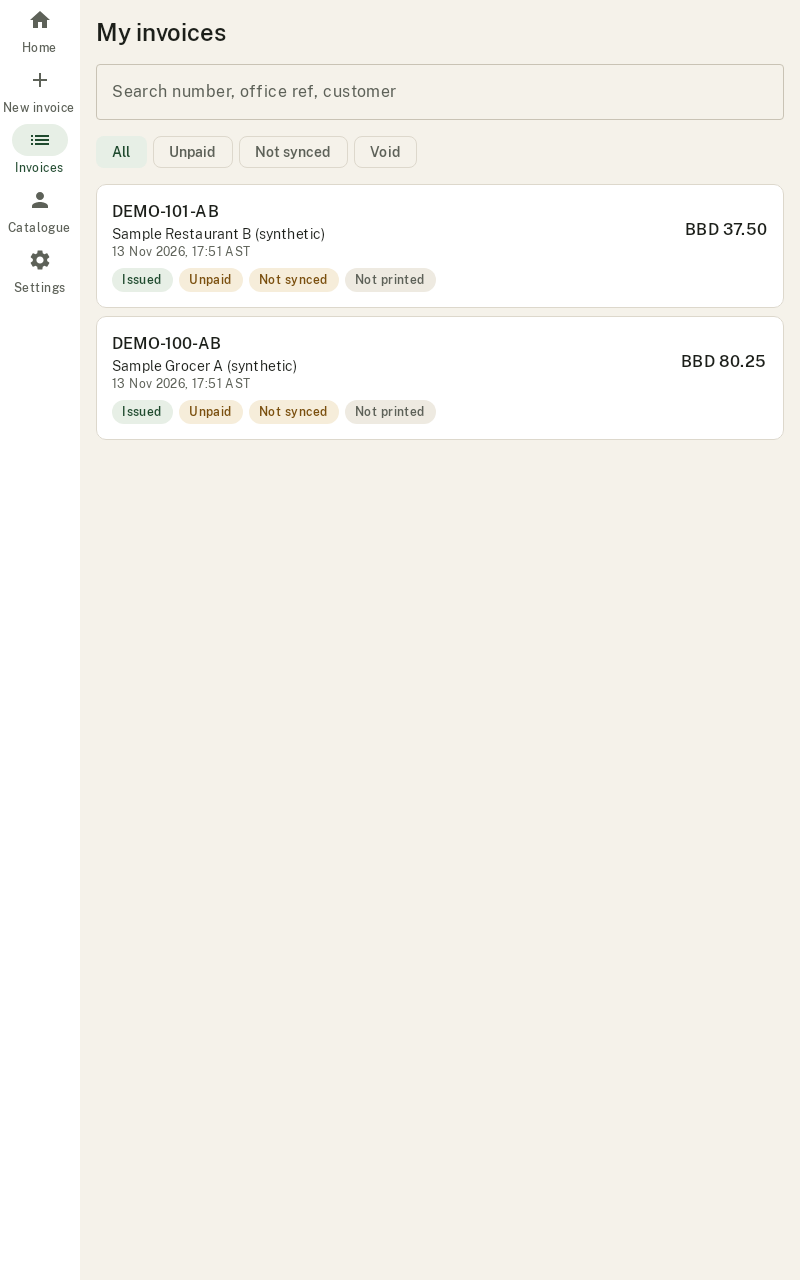 Home
New invoice
Invoices
Catalogue
Settings
My invoices
Search number, office ref, customer
All
Unpaid
Not synced
Void
DEMO-101-AB
Sample Restaurant B (synthetic)
13 Nov 2026, 17:51 AST
BBD 37.50
Issued
Unpaid
Not synced
Not printed
DEMO-100-AB
Sample Grocer A (synthetic)
13 Nov 2026, 17:51 AST
BBD 80.25
Issued
Unpaid
Not synced
Not printed